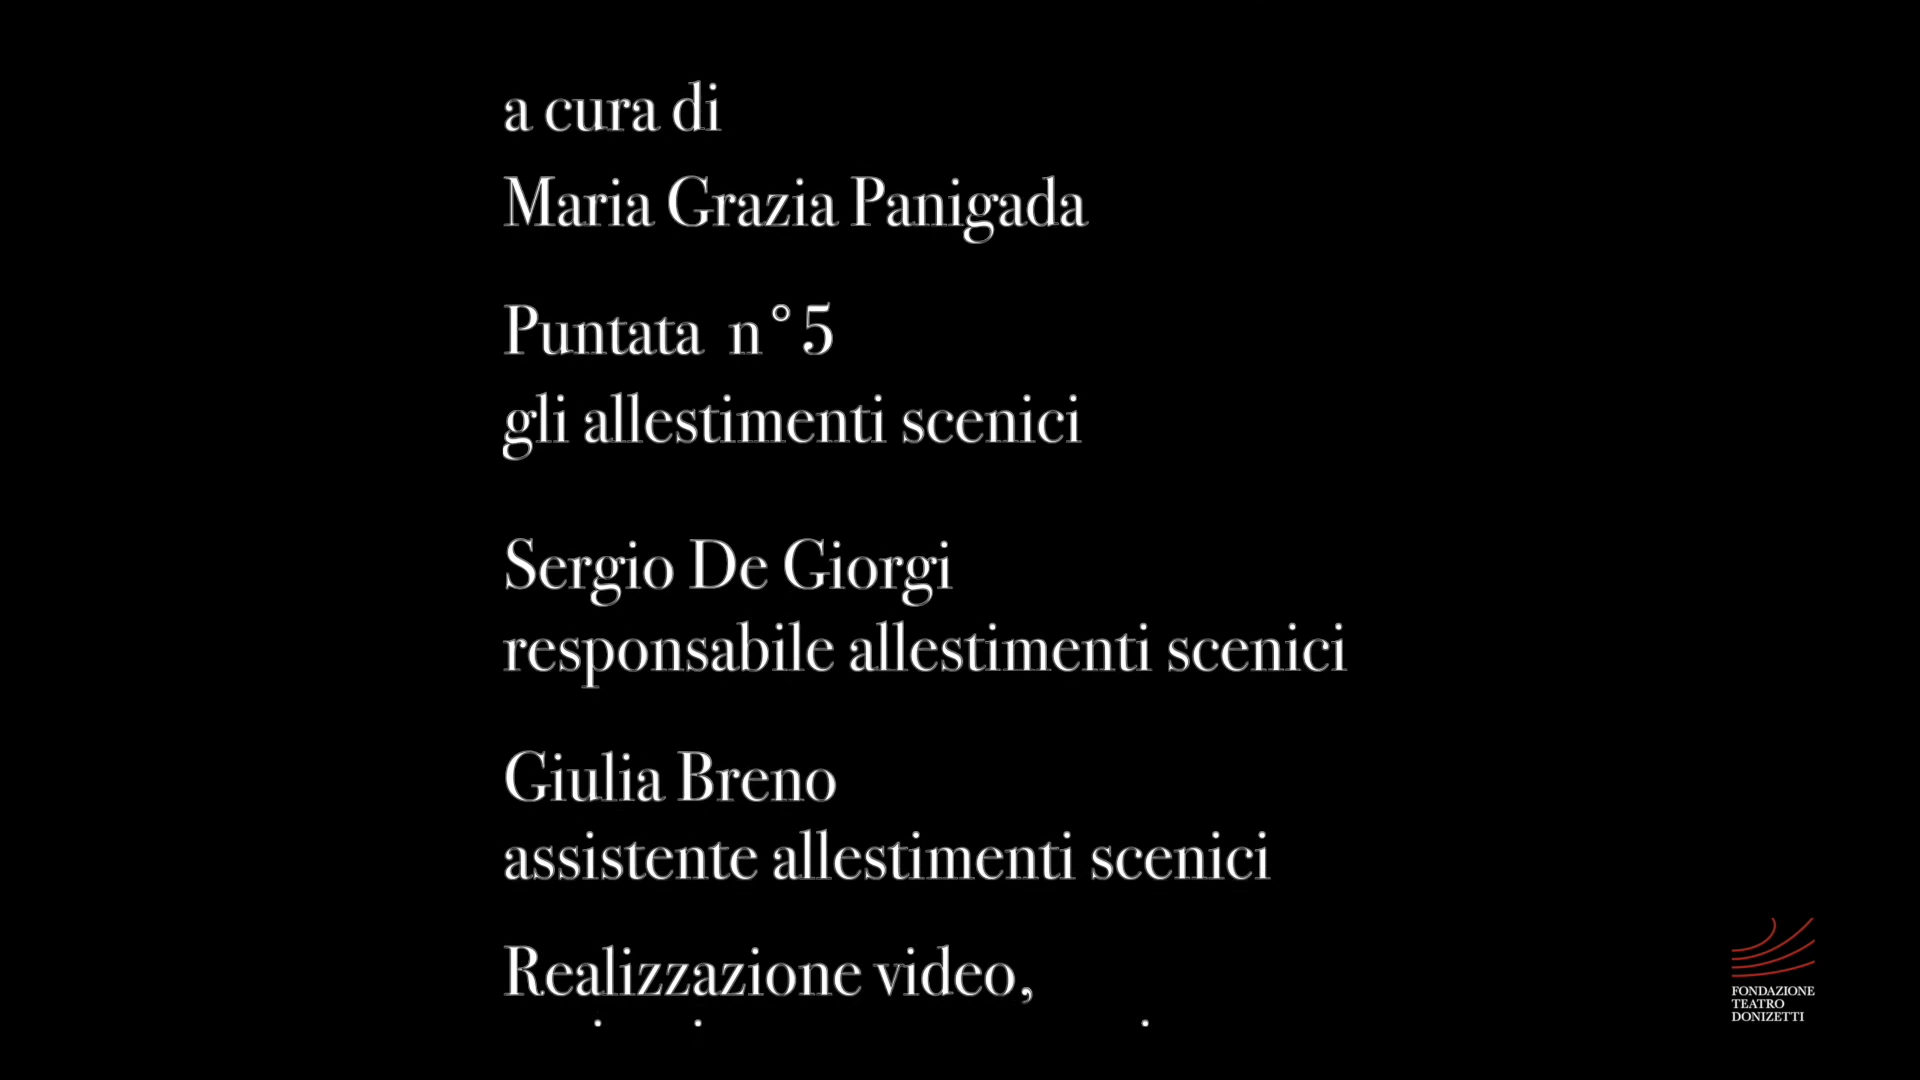 a cura di
Maria Grazia Panigada
Puntata n°5
gli allestimenti scenici
Sergio De Giorgi
responsabile allestimenti scenici
Giulia Breno
assistente allestimenti scenici
Realizzazione video,
FONDAZIONE
TEATRO
DONIZETTI